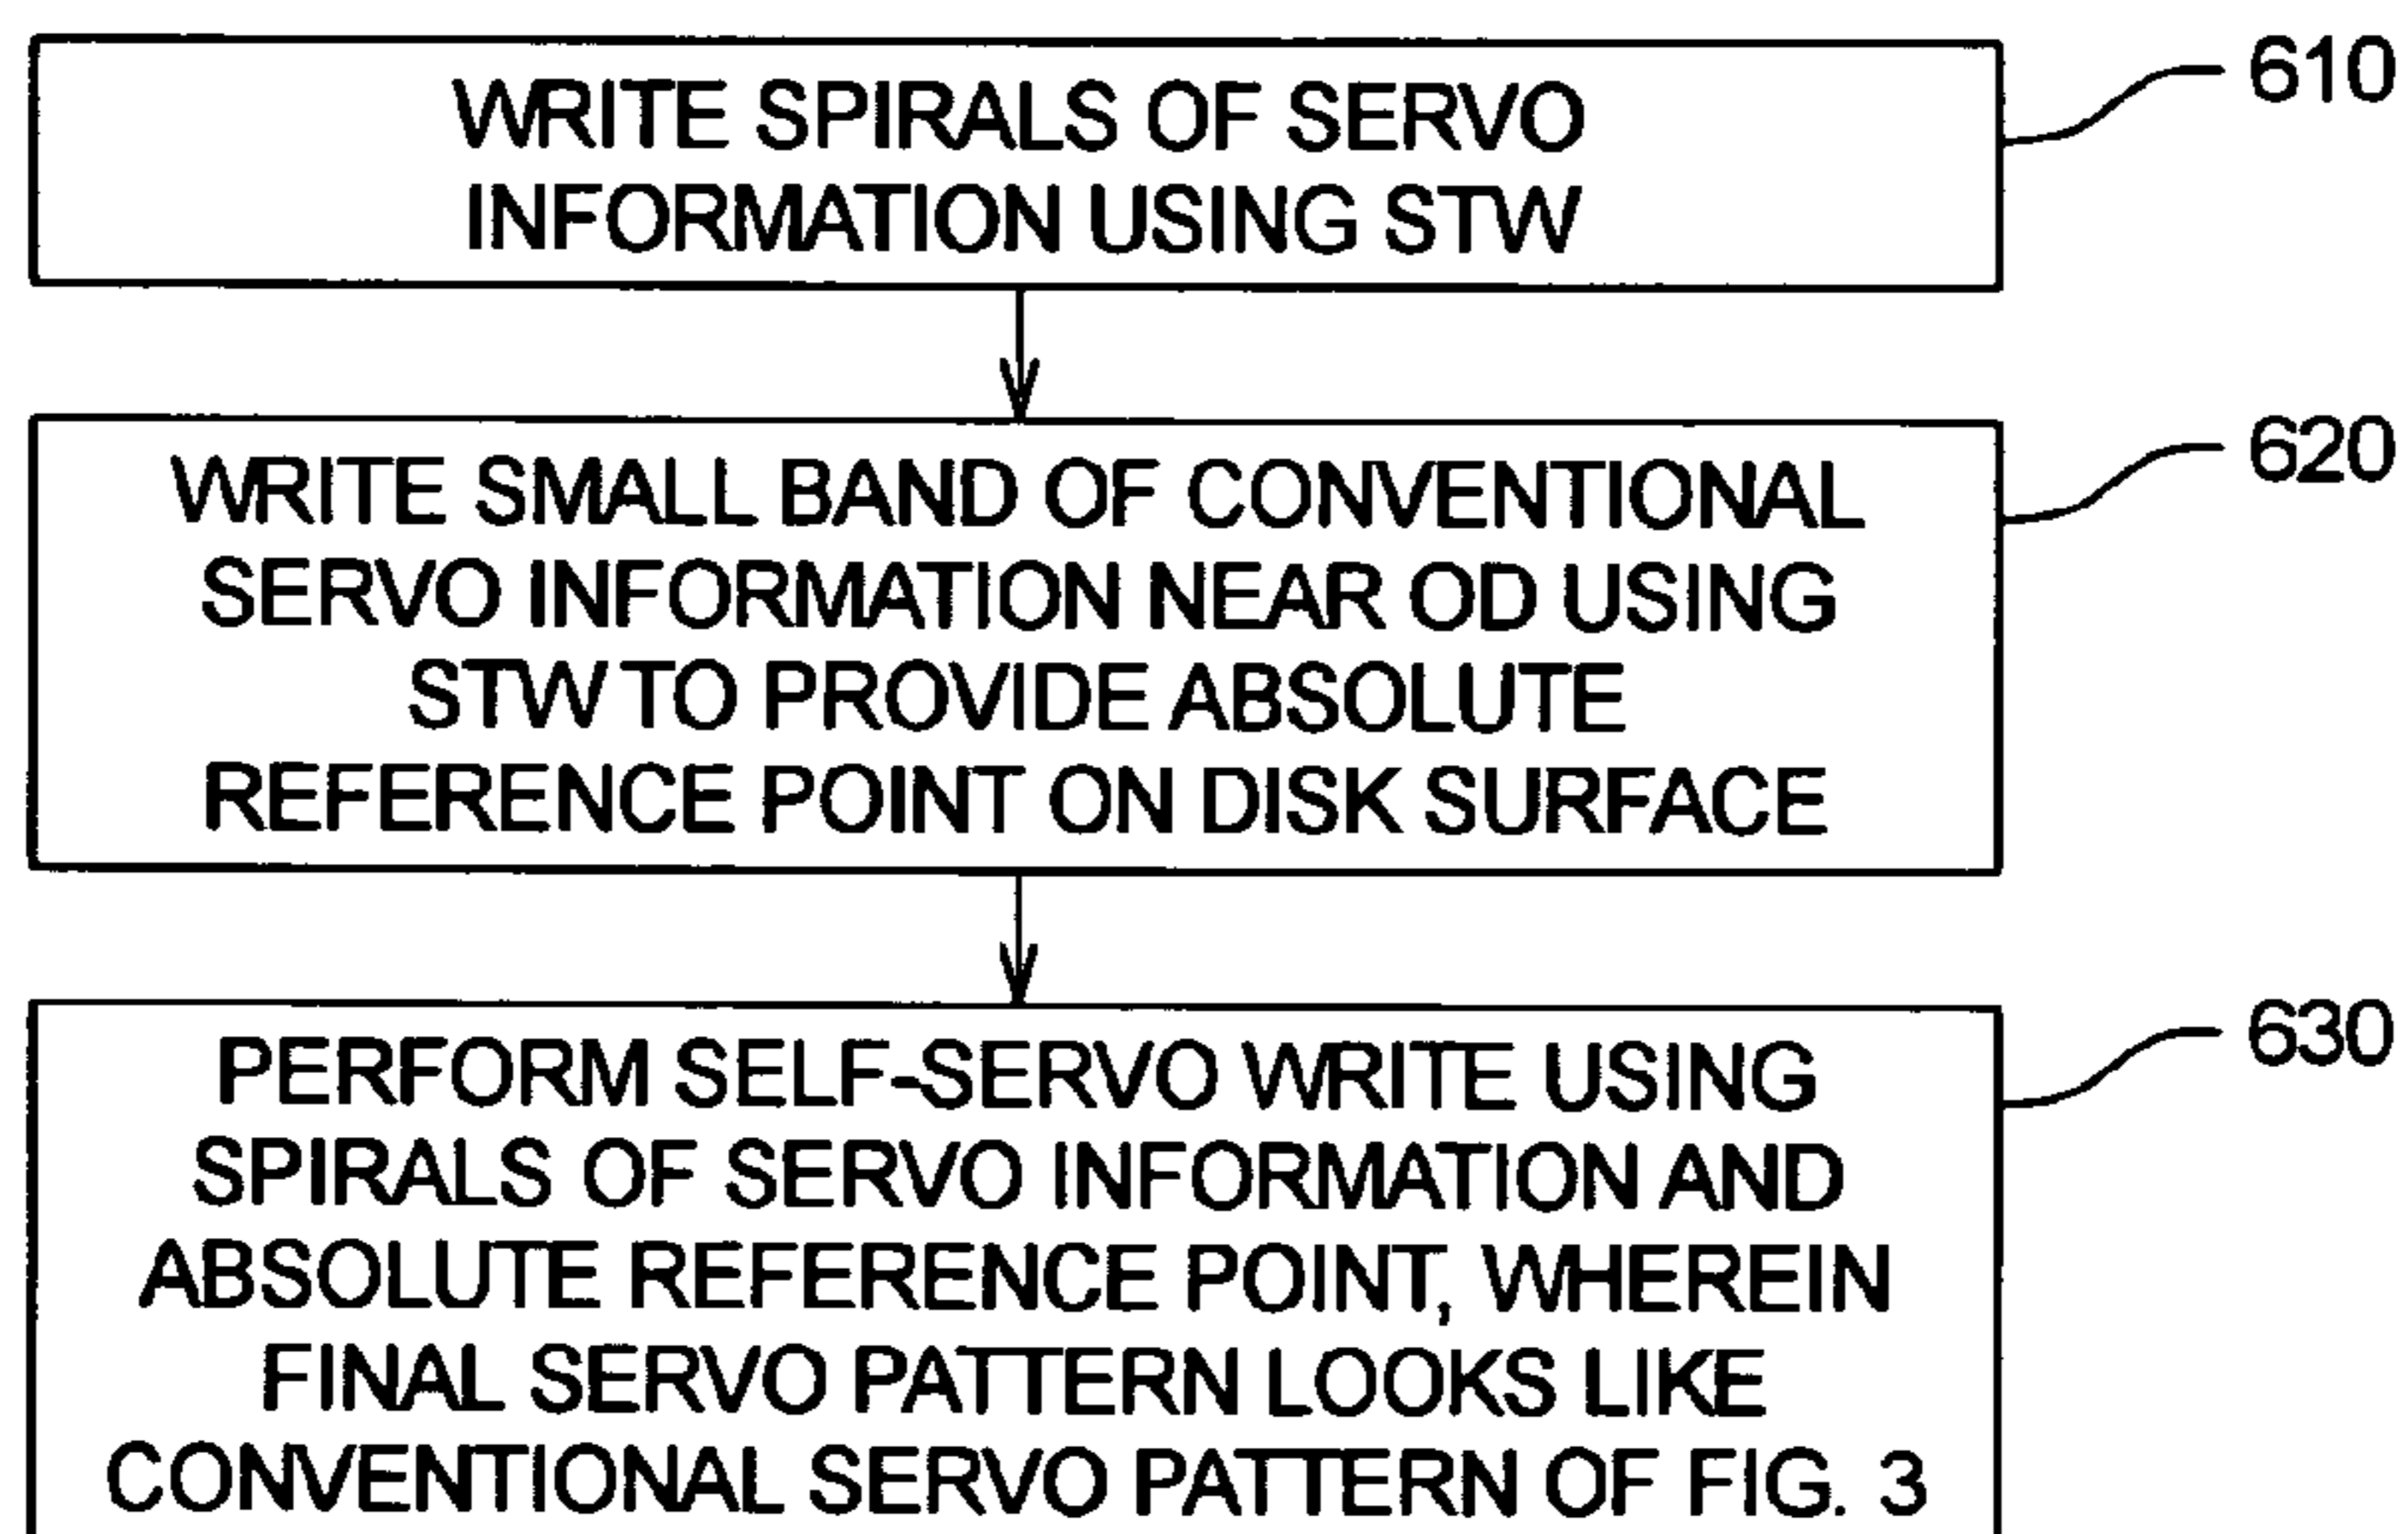 WRITE SPIRALS OF SERVO
INFORMATION USING STW
610
WRITE SMALL BAND OF CONVENTIONAL
SERVO INFORMATION NEAR OD USING
STW TO PROVIDE ABSOLUTE
REFERENCE POINT ON DISK SURFACE
620
PERFORM SELF-SERVO WRITE USING
SPIRALS OF SERVO INFORMATION AND
ABSOLUTE REFERENCE POINT, WHEREIN
FINAL SERVO PATTERN LOOKS LIKE
CONVENTIONAL SERVO PATTERN OF FIG. 3
630